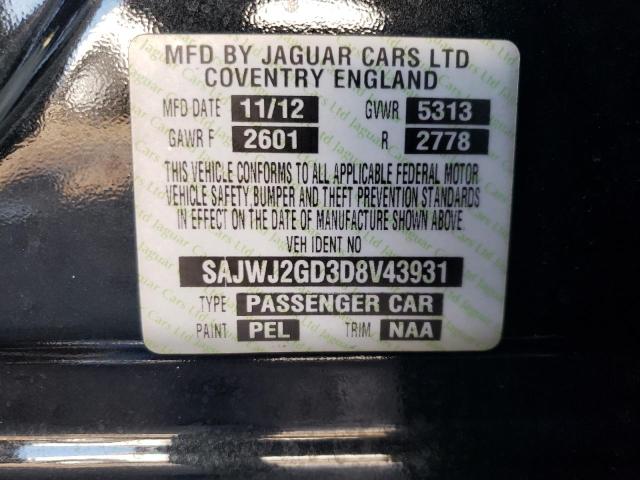 MFD BY JAGUAR CARS LTD
COVENTRY ENGLAND
MFD DATE 11/12 GVWR 5313
GAWR F 2601 R 2778
THIS VEHICLE CONFORMS TO ALL APPLICABLE FEDERAL MOTOR
VEHICLE SAFETY, BUMPER AND THEFT PREVENTION STANDARDS
IN EFFECT ON THE DATE OF MANUFACTURE SHOWN ABOVE.
VEH IDENT NO
SAJWJ2GD3D8V43931
TYPE PASSENGER CAR
PAINT PEL TRIM NAA